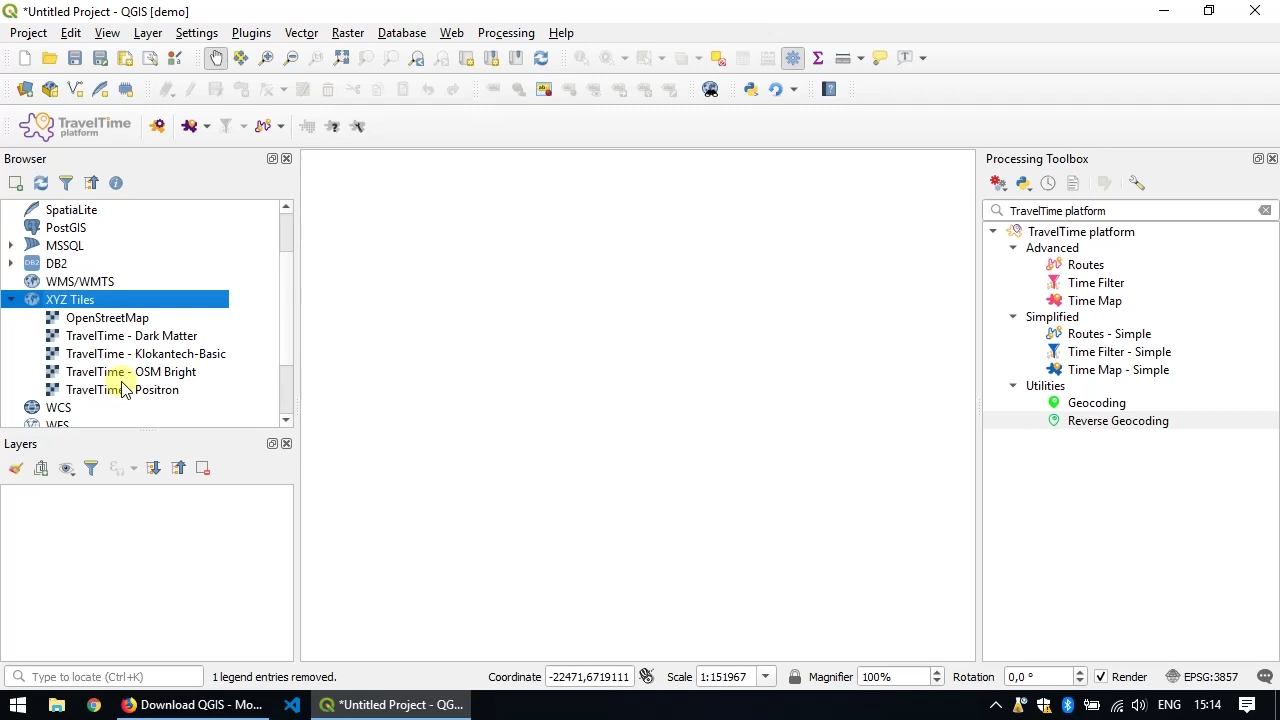 *Untitled Project - QGIS [demo]
Project Edit View Layer Settings Plugins Vector Raster Database Web Processing Help
TravelTime
platform
Browser
SpatiaLite
PostGIS
MSSQL
DB2
WMS/WMTS
XYZ Tiles
OpenStreetMap
TravelTime - Dark Matter
TravelTime - Klokantech-Basic
TravelTime - OSM Bright
TravelTime - Positron
WCS
WFS
Layers
Processing Toolbox
TravelTime platform
TravelTime platform
Advanced
Routes
Time Filter
Time Map
Simplified
Routes - Simple
Time Filter - Simple
Time Map - Simple
Utilities
Geocoding
Reverse Geocoding
Type to locate (Ctrl+K) 1 legend entries removed. Coordinate -22471,6719111 Scale 1:151967 Magnifier 100% Rotation 0,0 ° Render EPSG:3857
Download QGIS - Mo... *Untitled Project - QG... ENG 15:14